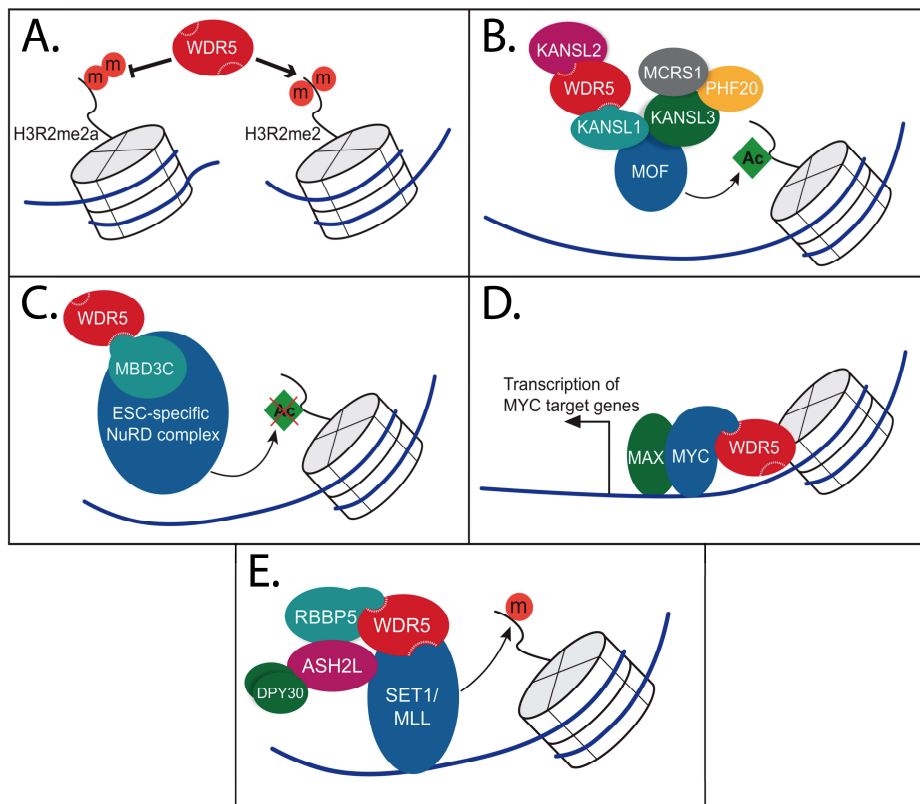 A.
WDR5
m
m
m
m
H3R2me2a
H3R2me2
B.
KANSL2
MCRS1
WDR5
PHF20
KANSL1
KANSL3
Ac
MOF
C.
WDR5
MBD3C
ESC-specific
NuRD complex
Ac
D.
Transcription of
MYC target genes
MAX
MYC
WDR5
E.
RBBP5
WDR5
m
ASH2L
DPY30
SET1/
MLL